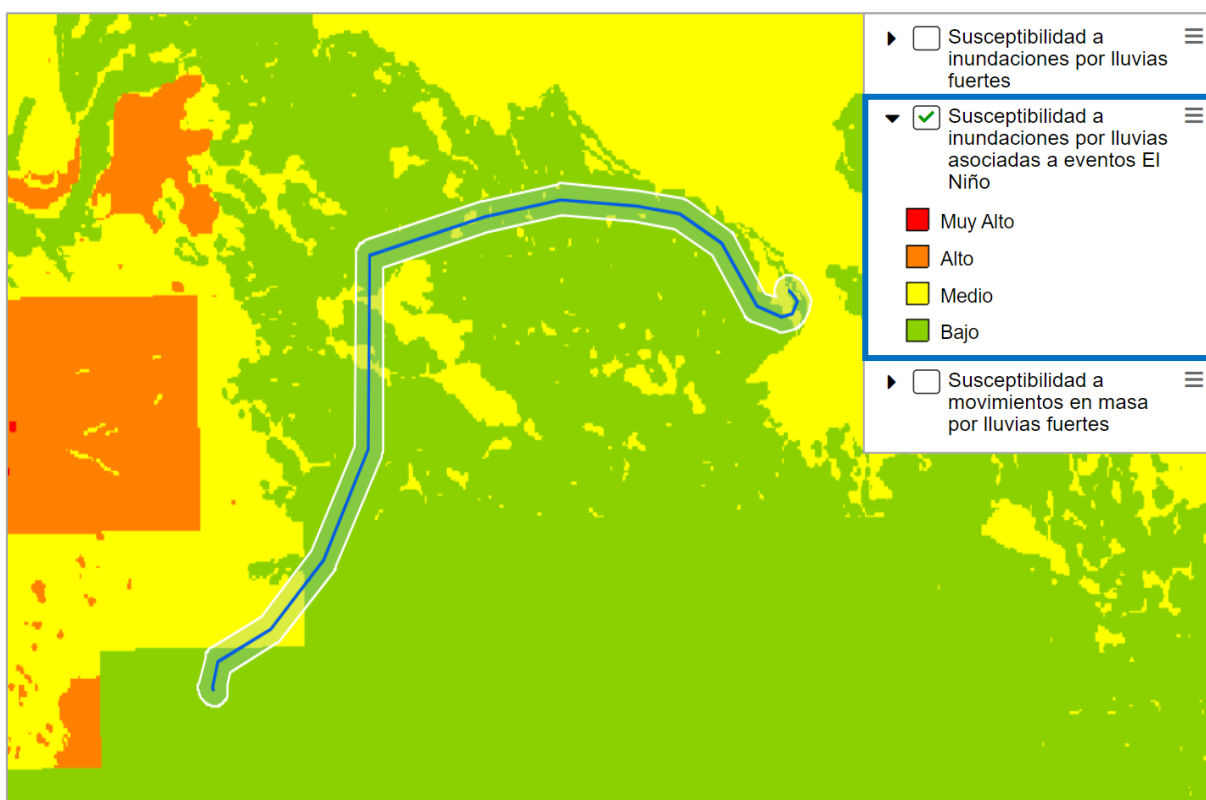 Susceptibilidad a
inundaciones por lluvias
fuertes
Susceptibilidad a
inundaciones por lluvias
asociadas a eventos El
Niño
Muy Alto
Alto
Medio
Bajo
Susceptibilidad a
movimientos en masa
por lluvias fuertes